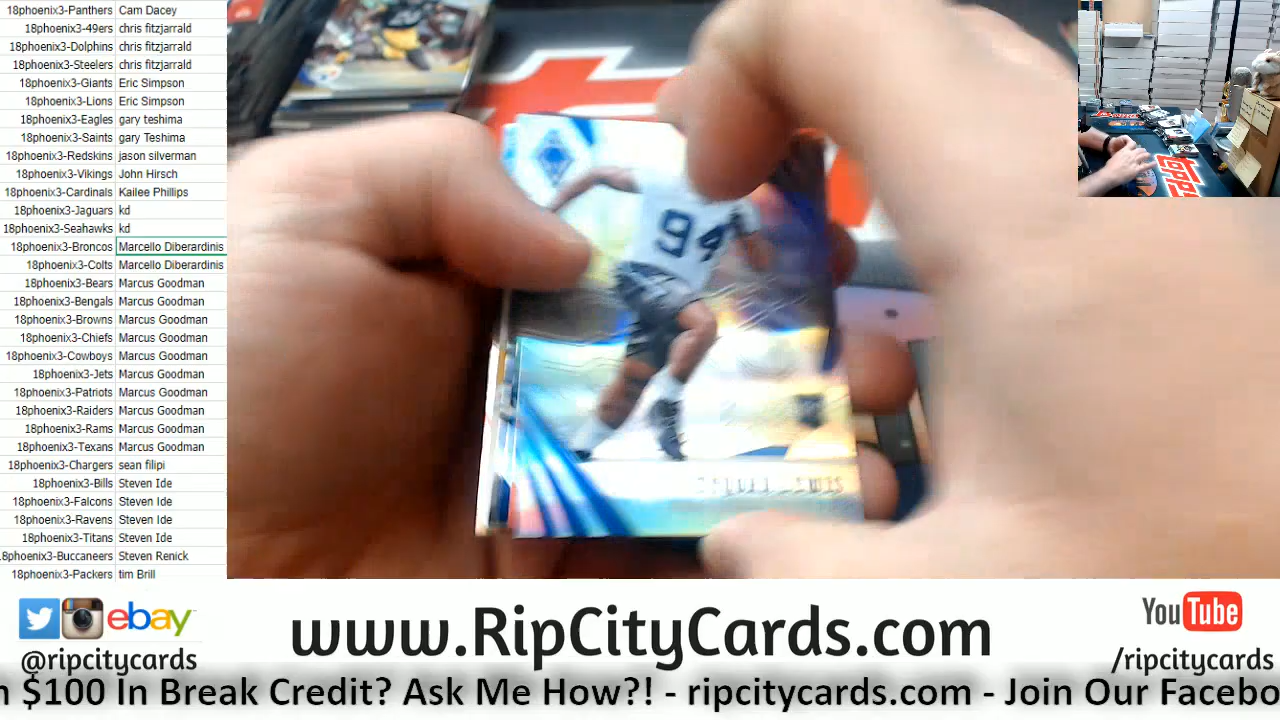 18phoenix3-Panthers Cam Dacey
18phoenix3-49ers chris fitzjarrald
18phoenix3-Dolphins chris fitzjarrald
18phoenix3-Steelers chris fitzjarrald
18phoenix3-Giants Eric Simpson
18phoenix3-Lions Eric Simpson
18phoenix3-Eagles gary teshima
18phoenix3-Saints gary Teshima
18phoenix3-Redskins jason silverman
18phoenix3-Vikings John Hirsch
18phoenix3-Cardinals Kailee Phillips
18phoenix3-Jaguars kd
18phoenix3-Seahawks kd
18phoenix3-Broncos Marcello Diberardinis
18phoenix3-Colts Marcello Diberardinis
18phoenix3-Bears Marcus Goodman
18phoenix3-Bengals Marcus Goodman
18phoenix3-Browns Marcus Goodman
18phoenix3-Chiefs Marcus Goodman
18phoenix3-Cowboys Marcus Goodman
18phoenix3-Jets Marcus Goodman
18phoenix3-Patriots Marcus Goodman
18phoenix3-Raiders Marcus Goodman
18phoenix3-Rams Marcus Goodman
18phoenix3-Texans Marcus Goodman
18phoenix3-Chargers sean filipi
18phoenix3-Bills Steven Ide
18phoenix3-Falcons Steven Ide
18phoenix3-Ravens Steven Ide
18phoenix3-Titans Steven Ide
8phoenix3-Buccaneers Steven Renick
18phoenix3-Packers tim Brill
94
topps
ebay
@ripcitycards
www.RipCityCards.com
YouTube
/ripcitycards
$100 In Break Credit? Ask Me How?! - ripcitycards.com - Join Our Facebo